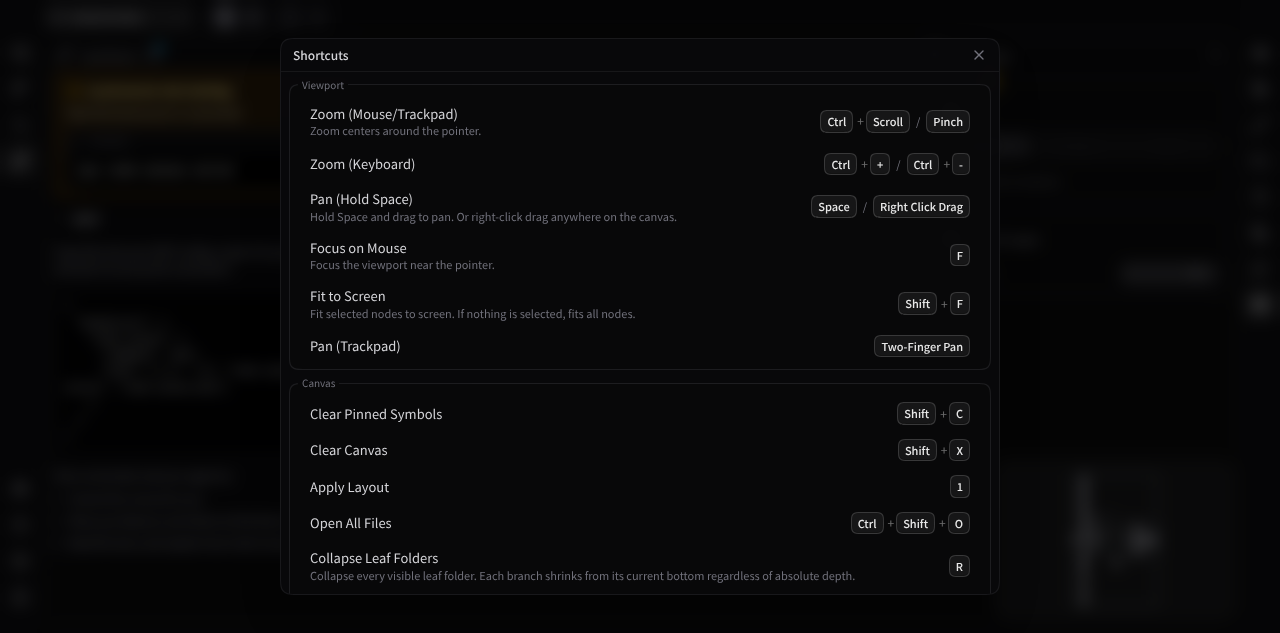 Shortcuts
Viewport
Zoom (Mouse/Trackpad)
Zoom centers around the pointer.
Ctrl + Scroll / Pinch
Zoom (Keyboard)
Ctrl + + / Ctrl + -
Pan (Hold Space)
Hold Space and drag to pan. Or right-click drag anywhere on the canvas.
Space / Right Click Drag
Focus on Mouse
Focus the viewport near the pointer.
F
Fit to Screen
Fit selected nodes to screen. If nothing is selected, fits all nodes.
Shift + F
Pan (Trackpad)
Two-Finger Pan
Canvas
Clear Pinned Symbols
Shift + C
Clear Canvas
Shift + X
Apply Layout
1
Open All Files
Ctrl + Shift + O
Collapse Leaf Folders
Collapse every visible leaf folder. Each branch shrinks from its current bottom regardless of absolute depth.
R